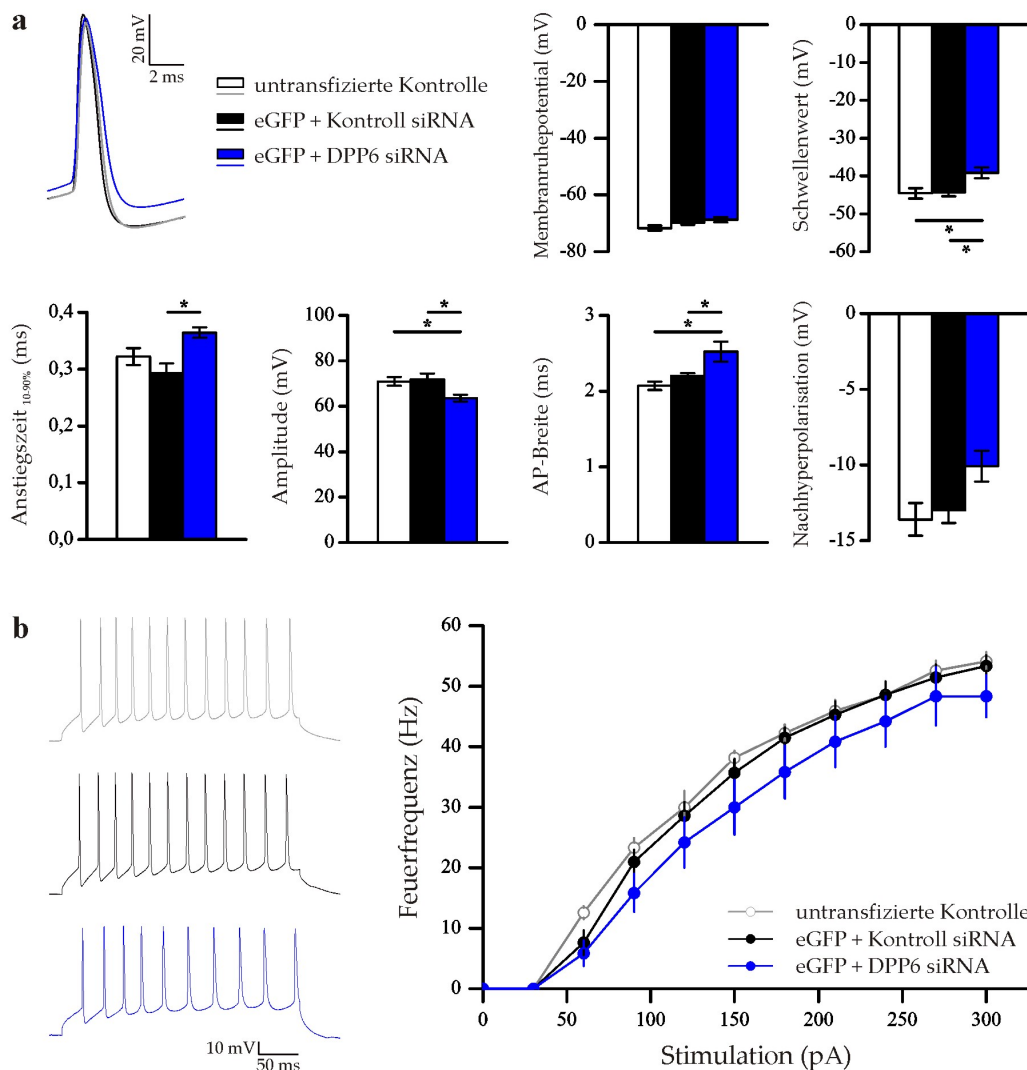 a
20 mV
2 ms
untransfizierte Kontrolle
eGFP + Kontroll siRNA
eGFP + DPP6 siRNA
Membranruhepotential (mV)
0
-20
-40
-60
-80
Schwellenwert (mV)
0
-10
-20
-30
-40
-50
-60
*
*
Anstiegszeit 10-90% (ms)
0,4
0,3
0,2
0,1
0,0
*
Amplitude (mV)
100
80
60
40
20
0
*
*
AP-Breite (ms)
3
2
1
0
*
*
Nachhyperpolarisation (mV)
0
-5
-10
-15
b
10 mV
50 ms
Feuerfrequenz (Hz)
60
50
40
30
20
10
0
untransfizierte Kontrolle
eGFP + Kontroll siRNA
eGFP + DPP6 siRNA
0 50 100 150 200 250 300
Stimulation (pA)